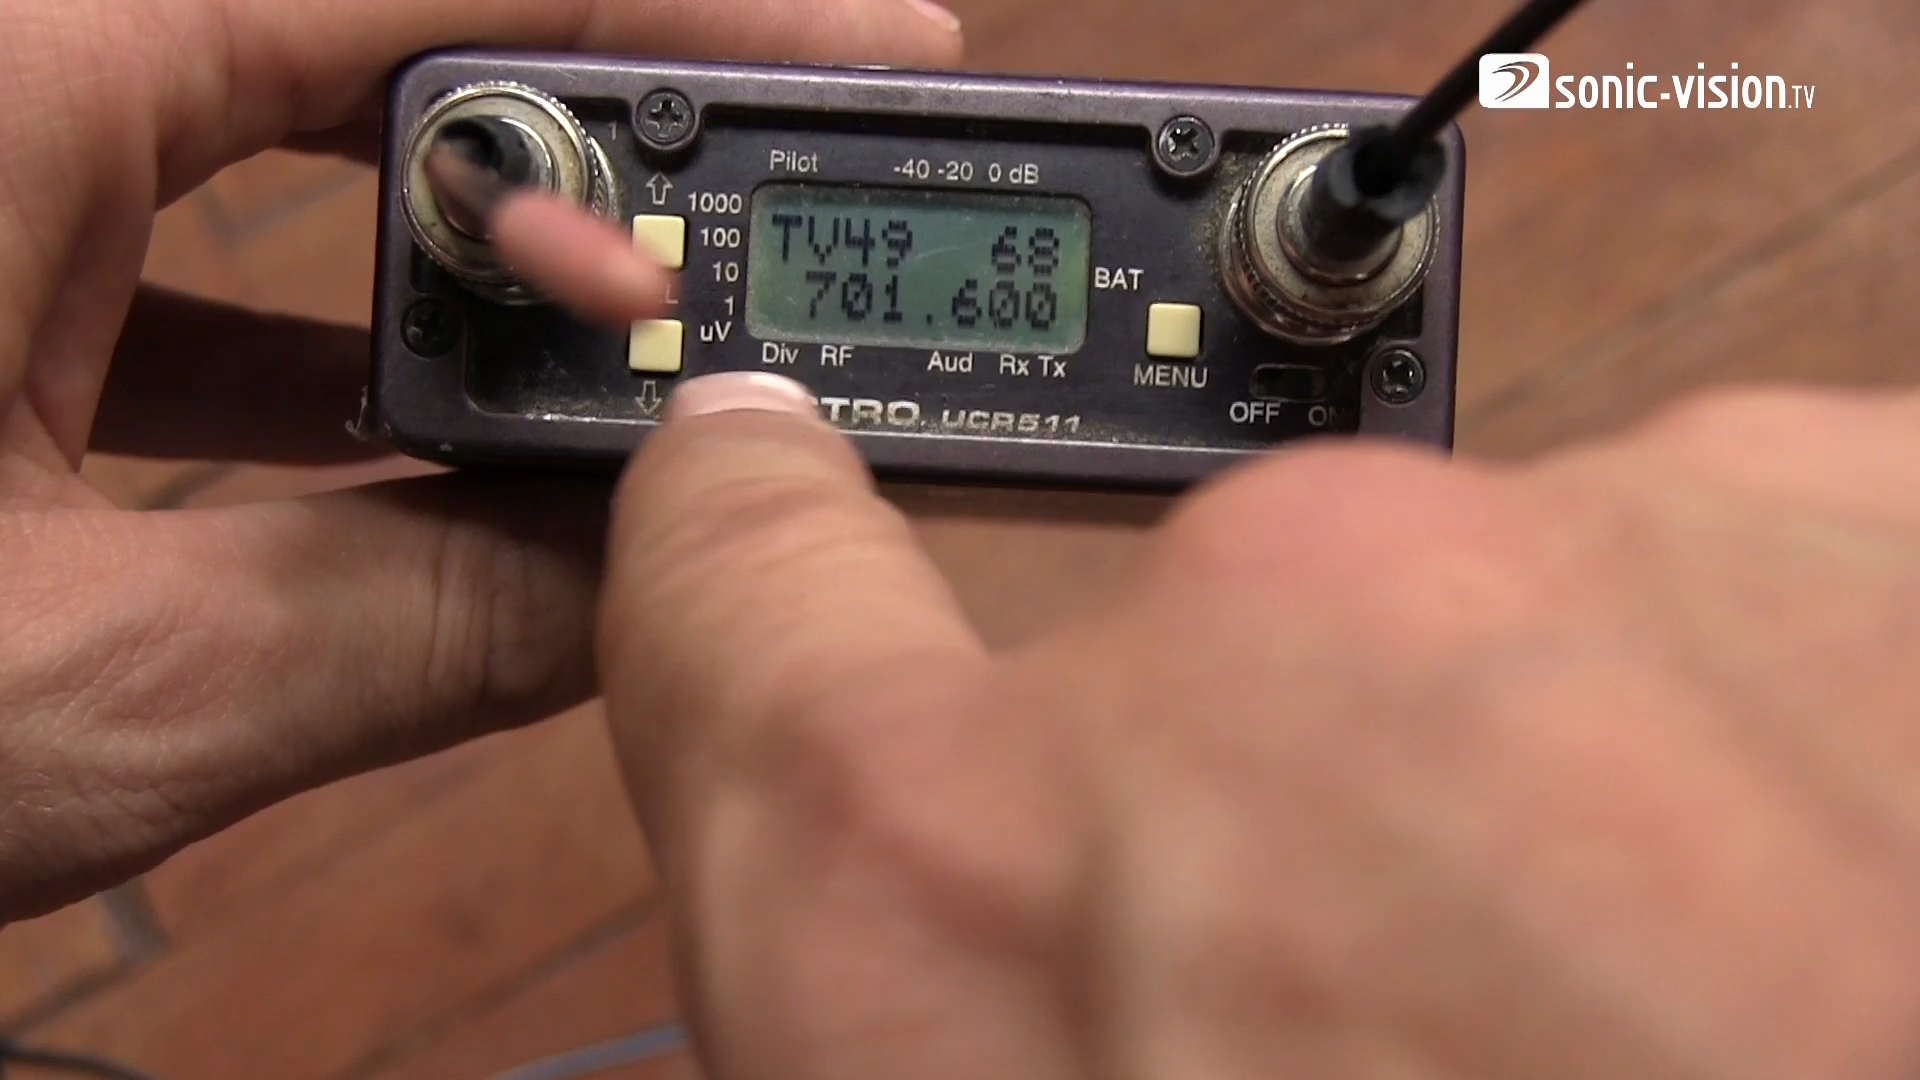 sonic-vision.TV
1
Pilot -40 -20 0 dB
1000
100
10
1
uV
TV49 68
701.600
BAT
Div RF Aud Rx Tx
MENU
OFF
UCR511